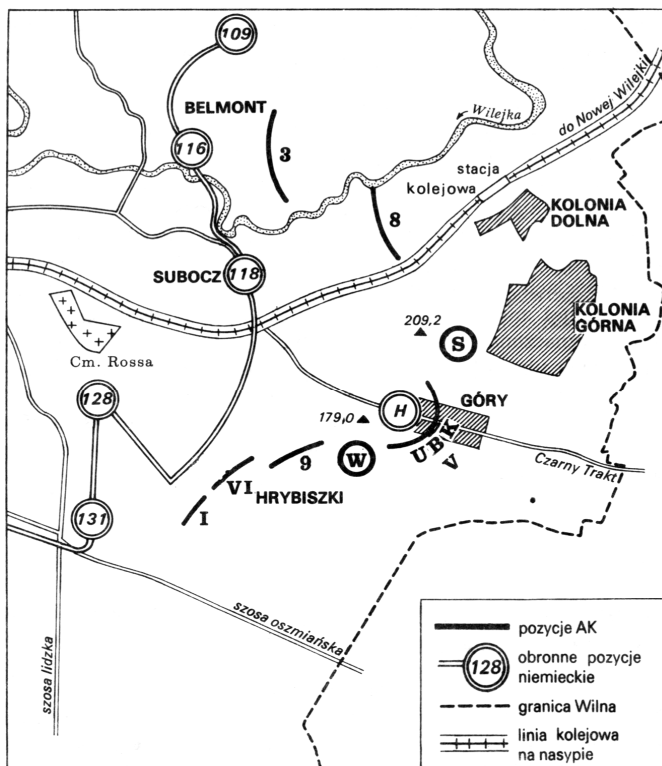 109
BELMONT
116
3
Wilejka
do Nowej Wilejki
stacja
kolejowa
8
KOLONIA
DOLNA
SUBOCZ
118
KOLONIA
GÓRNA
209,2
S
Cm. Rossa
128
GÓRY
H
179,0
UBK
V
W
9
VI
HRYBISZKI
I
Czarny Trakt
131
szosa oszmiańska
szosa lidzka
pozycje AK
128
obronne pozycje
niemieckie
granica Wilna
linia kolejowa
na nasypie